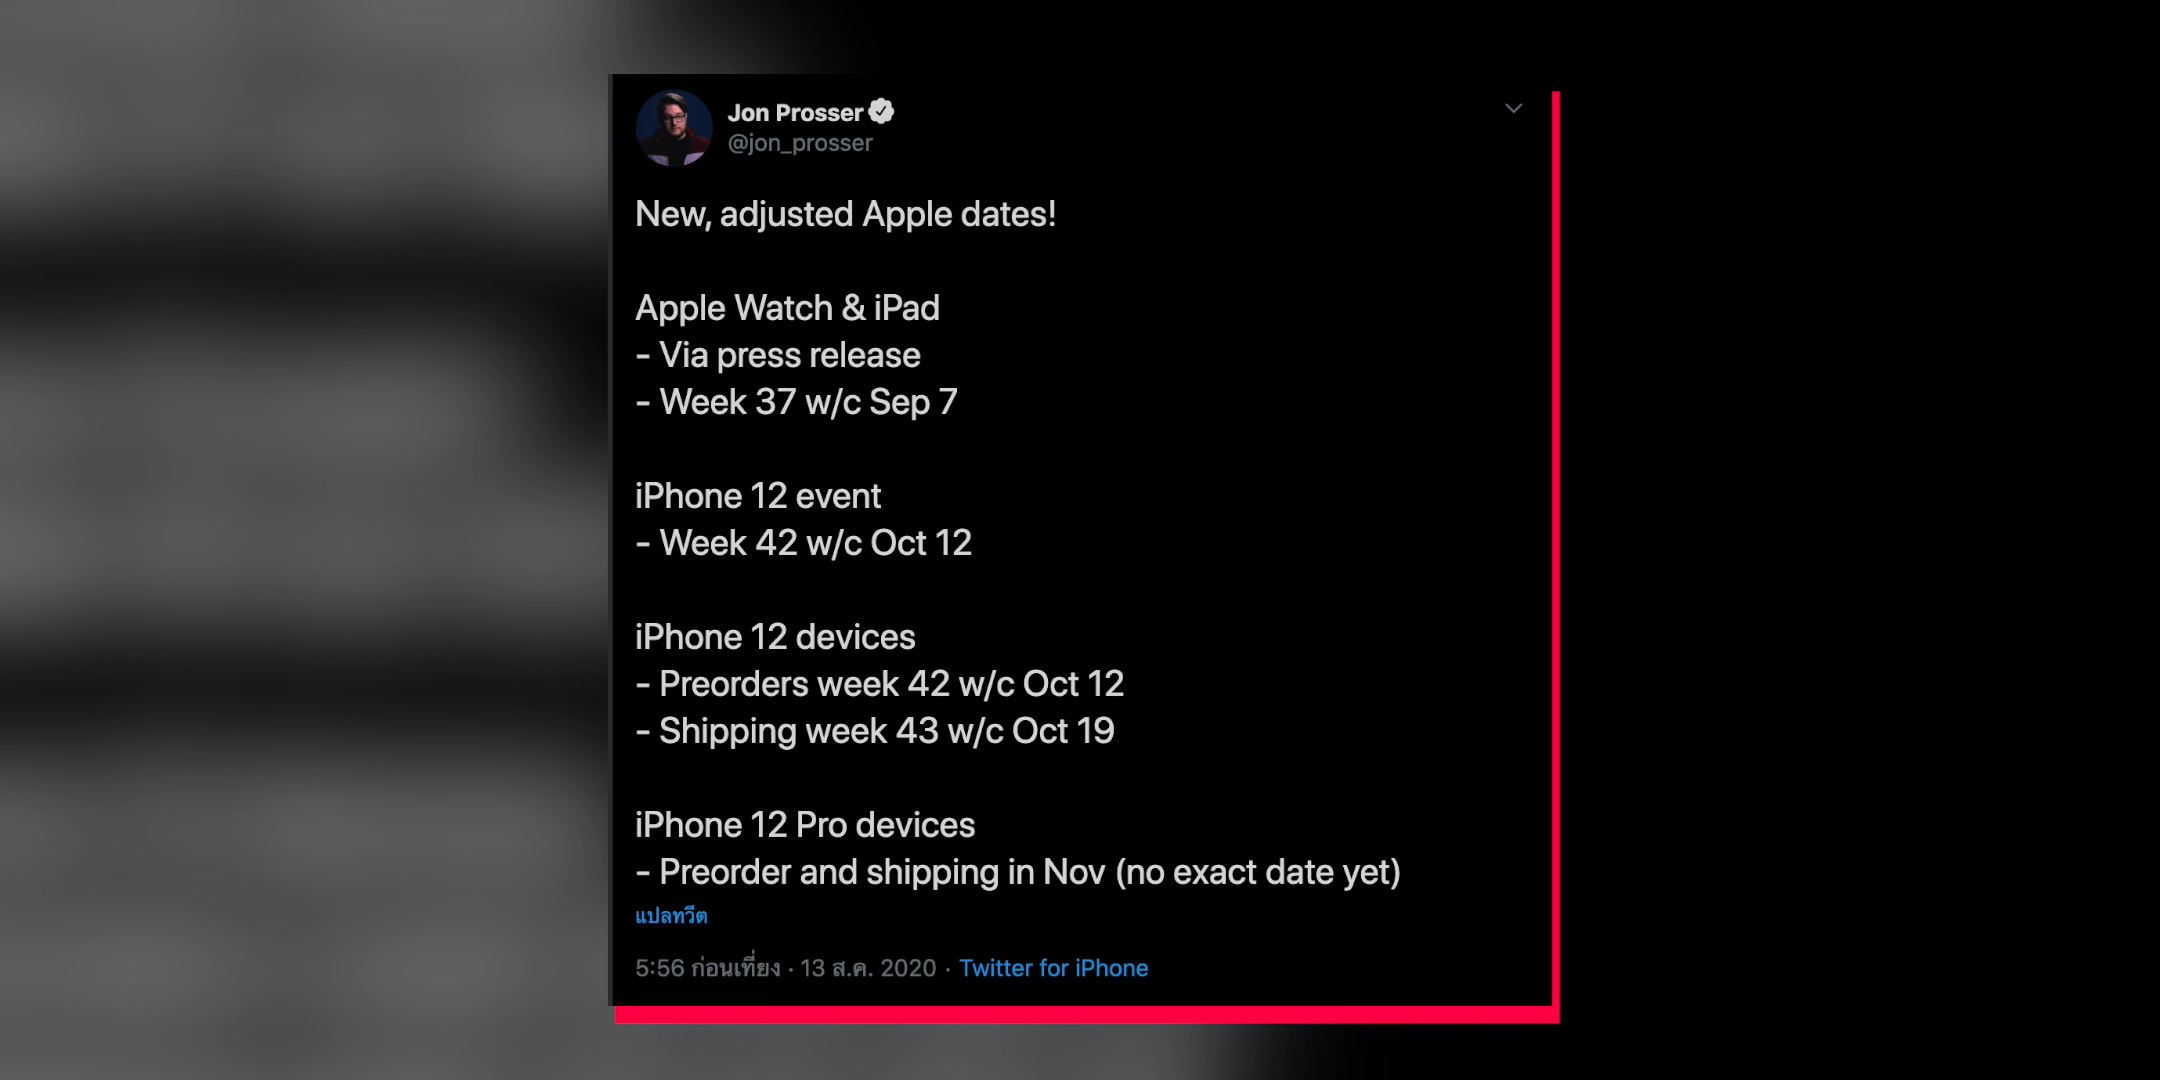 Jon Prosser
@jon_prosser
New, adjusted Apple dates!
Apple Watch & iPad
- Via press release
- Week 37 w/c Sep 7
iPhone 12 event
- Week 42 w/c Oct 12
iPhone 12 devices
- Preorders week 42 w/c Oct 12
- Shipping week 43 w/c Oct 19
iPhone 12 Pro devices
- Preorder and shipping in Nov (no exact date yet)
แปลทวีต
5:56 ก่อนเที่ยง · 13 ส.ค. 2020 · Twitter for iPhone